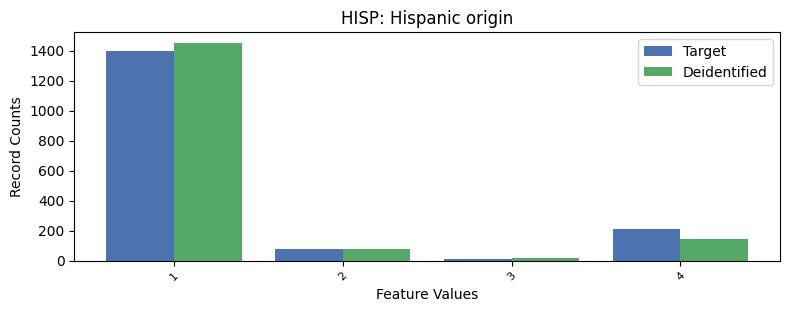 HISP: Hispanic origin
Target
Deidentified
Record Counts
1400
1200
1000
800
600
400
200
0
1 2 3 4
Feature Values